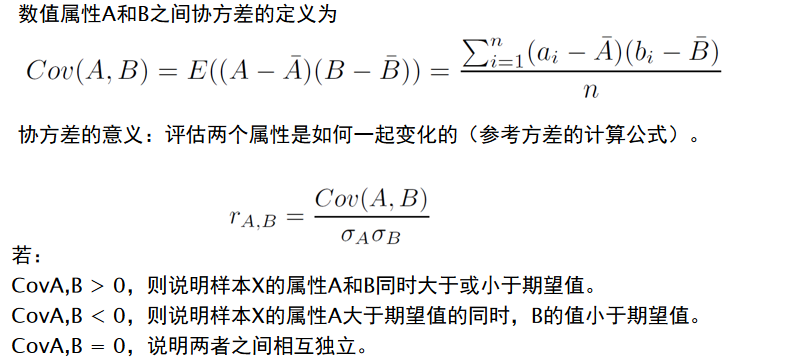 数值属性A和B之间协方差的定义为
Cov(A, B) = E((A − Ā)(B − B̄)) = \frac{\sum_{i=1}^{n}(a_i − Ā)(b_i − B̄)}{n}
协方差的意义：评估两个属性是如何一起变化的（参考方差的计算公式）。
r_{A,B} = \frac{Cov(A, B)}{σ_A σ_B}
若：
CovA,B > 0，则说明样本X的属性A和B同时大于或小于期望值。
CovA,B < 0，则说明样本X的属性A大于期望值的同时，B的值小于期望值。
CovA,B = 0，说明两者之间相互独立。